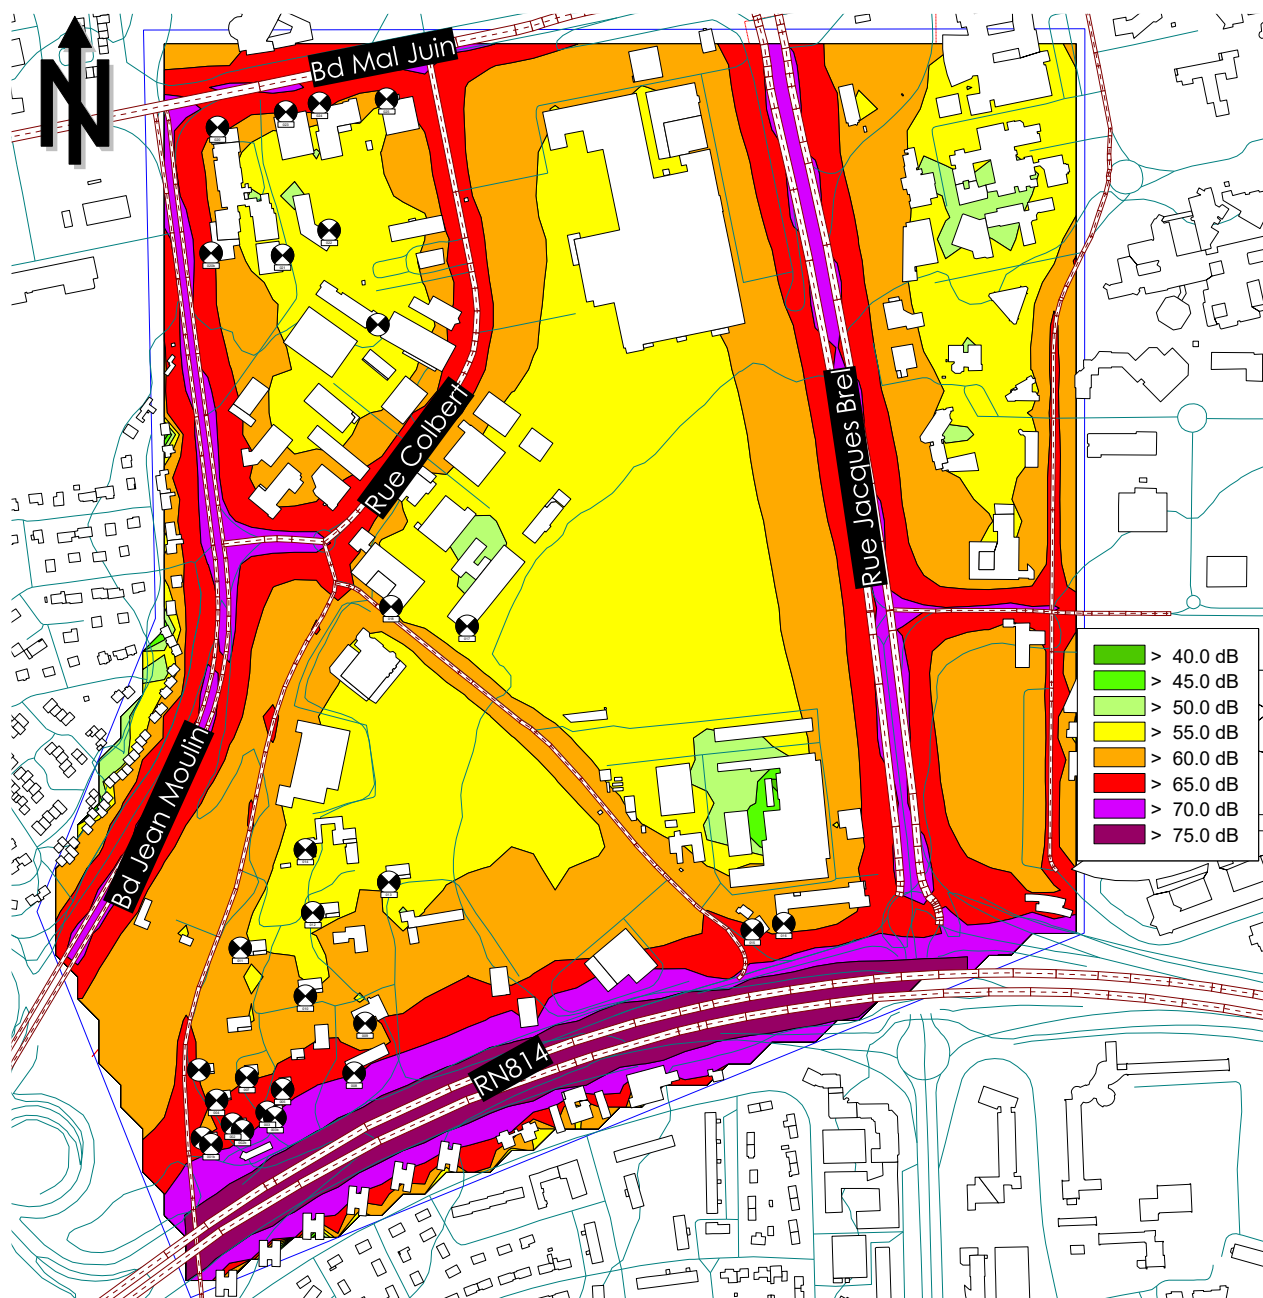 N
Bd Mal Juin
Rue Colbert
Rue Jacques Brel
Bd Jean Moulin
RN814
> 40.0 dB
> 45.0 dB
> 50.0 dB
> 55.0 dB
> 60.0 dB
> 65.0 dB
> 70.0 dB
> 75.0 dB